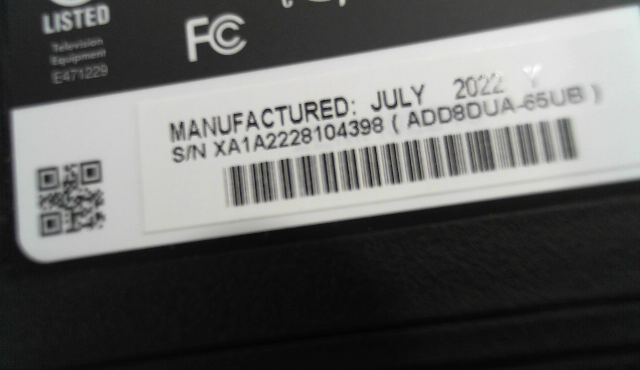 LISTED
Television
Equipment
E471229
FC
MANUFACTURED: JULY 2022 Y
S/N XA1A2228104398 ( ADD8DUA-65UB )